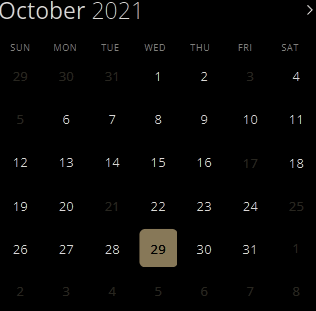 October 2021
SUN MON TUE WED THU FRI SAT
29 30 31 1 2 3 4
5 6 7 8 9 10 11
12 13 14 15 16 17 18
19 20 21 22 23 24 25
26 27 28 29 30 31 1
2 3 4 5 6 7 8